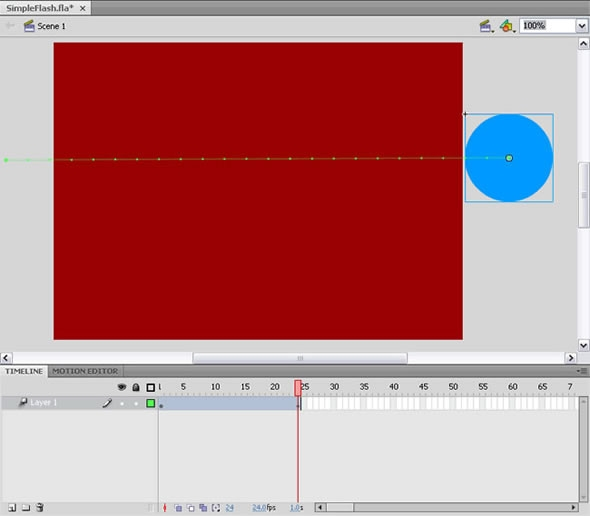 SimpleFlash.fla* ×
Scene 1
100%
TIMELINE MOTION EDITOR
1 5 10 15 20 25 30 35 40 45 50 55 60 65 7
Layer 1
24 24.0fps 1.0s